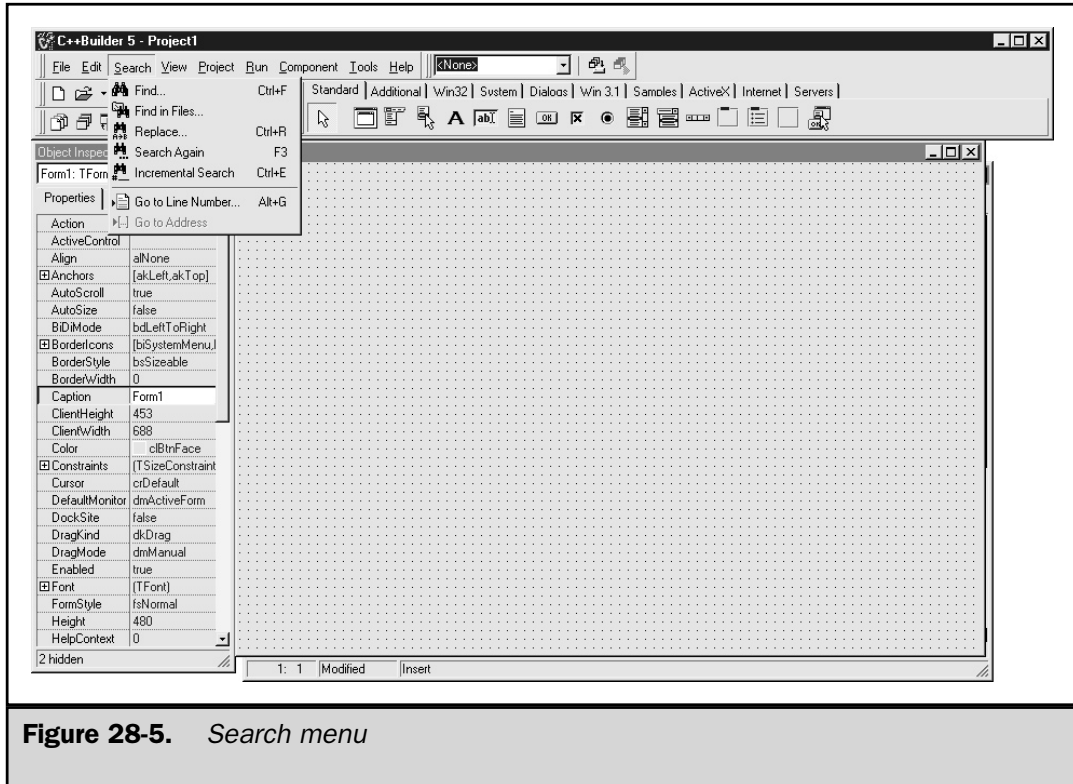 C++Builder 5 - Project1
File Edit Search View Project Run Component Tools Help <None>
Standard Additional Win32 System Dialogs Win 3.1 Samples ActiveX Internet Servers
Find... Ctrl+F
Find in Files...
Replace... Ctrl+R
Search Again F3
Incremental Search Ctrl+E
Go to Line Number... Alt+G
Go to Address
A ab OK OK
Object Inspec
Form1: TForm
Properties
Action
ActiveControl
Align alNone
Anchors [akLeft,akTop]
AutoScroll true
AutoSize false
BiDiMode bdLeftToRight
BorderIcons [biSystemMenu,
BorderStyle bsSizeable
BorderWidth 0
Caption Form1
ClientHeight 453
ClientWidth 688
Color clBtnFace
Constraints (TSizeConstraint
Cursor crDefault
DefaultMonitor dmActiveForm
DockSite false
DragKind dkDrag
DragMode dmManual
Enabled true
Font (TFont)
FormStyle fsNormal
Height 480
HelpContext 0
2 hidden
1: 1 Modified Insert
Figure 28-5. Search menu